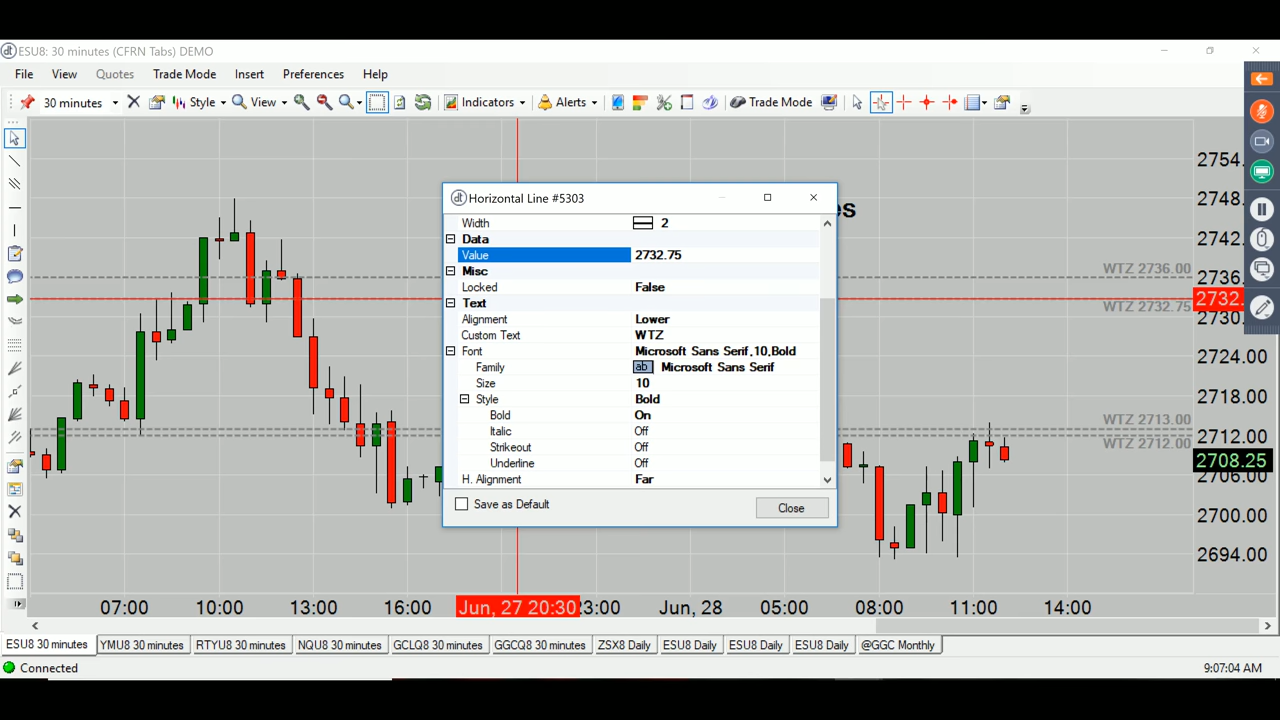 ESU8: 30 minutes (CFRN Tabs) DEMO
File View Quotes Trade Mode Insert Preferences Help
30 minutes Style View Indicators Alerts Trade Mode
2754.
2748.
es
2742.
WTZ 2736.00
2736.
2732.
WTZ 2732.75
2730.
2724.00
2718.00
WTZ 2713.00
2712.00
WTZ 2712.00
2708.25
2706.00
2700.00
2694.00
Horizontal Line #5303
Width 2
Data
Value 2732.75
Misc
Locked False
Text
Alignment Lower
Custom Text WTZ
Font Microsoft Sans Serif,10,Bold
Family ab Microsoft Sans Serif
Size 10
Style Bold
Bold On
Italic Off
Strikeout Off
Underline Off
H. Alignment Far
Save as Default Close
07:00 10:00 13:00 16:00 Jun, 27 20:30 23:00 Jun, 28 05:00 08:00 11:00 14:00
ESU8 30 minutes YMU8 30 minutes RTYU8 30 minutes NQU8 30 minutes GCLQ8 30 minutes GGCQ8 30 minutes ZSX8 Daily ESU8 Daily ESU8 Daily ESU8 Daily @GGC Monthly
Connected 9:07:04 AM